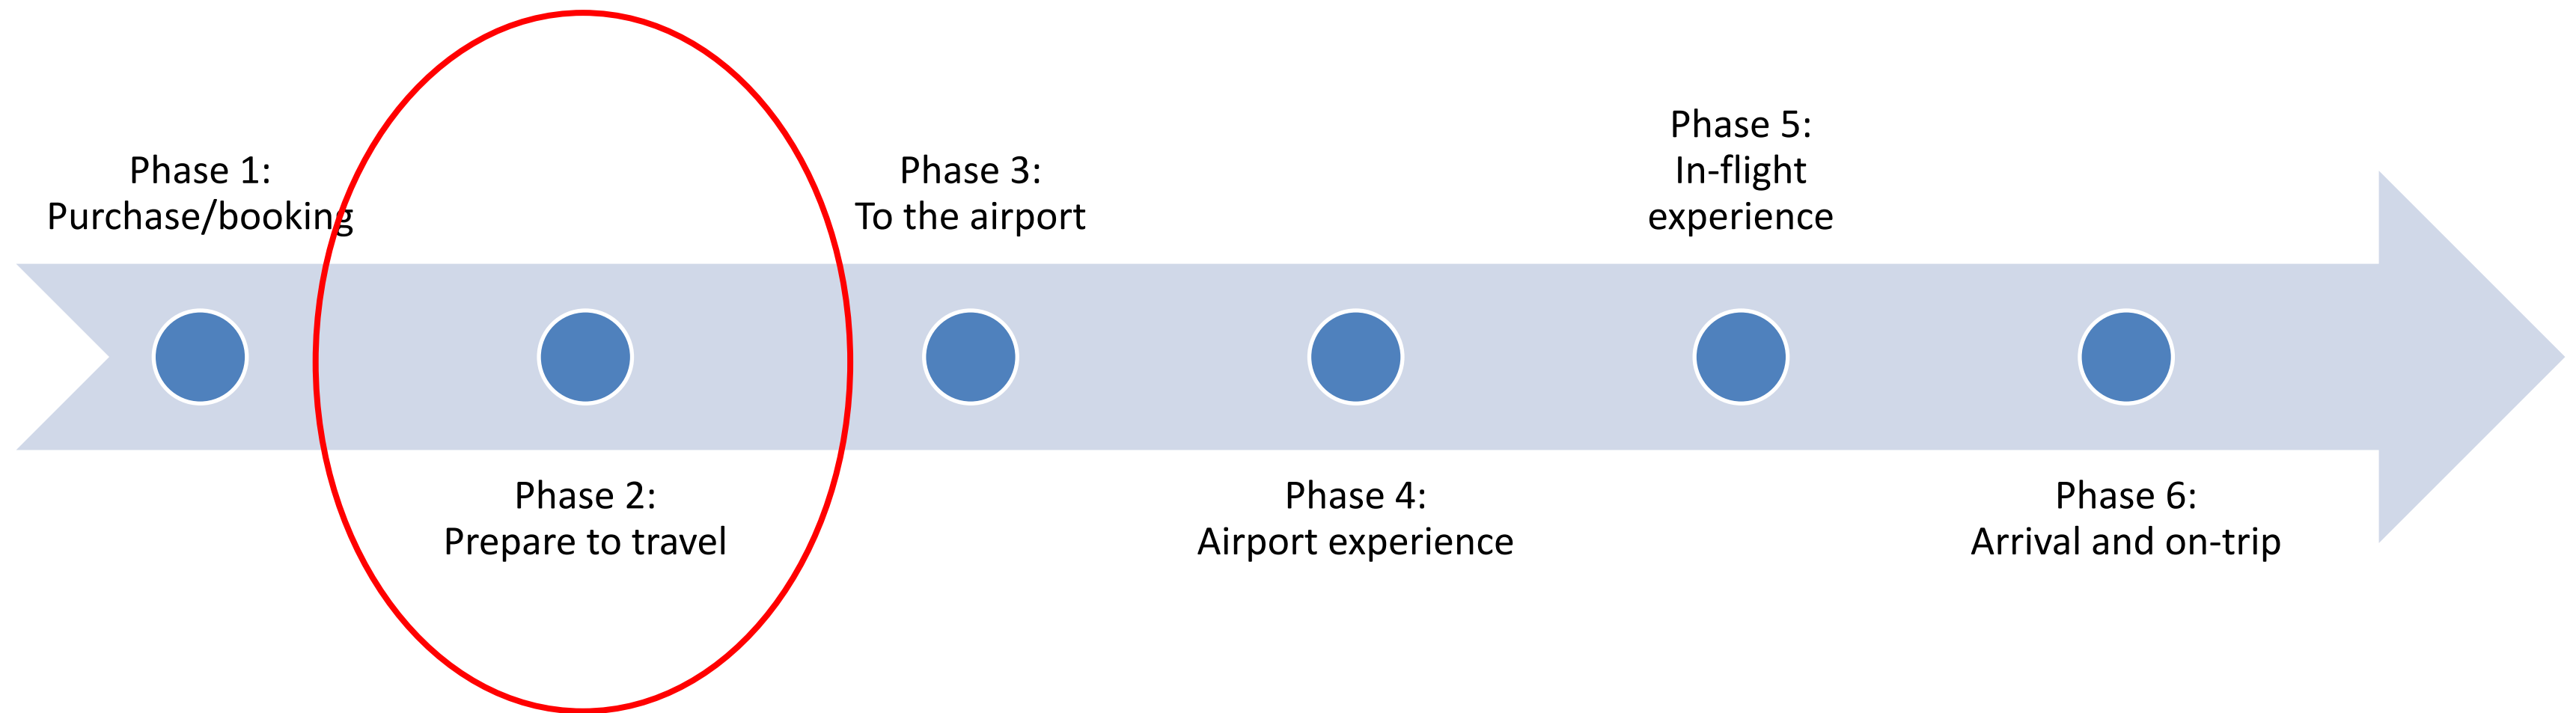 Phase 1:
Purchase/booking
Phase 2:
Prepare to travel
Phase 3:
To the airport
Phase 4:
Airport experience
Phase 5:
In-flight
experience
Phase 6:
Arrival and on-trip